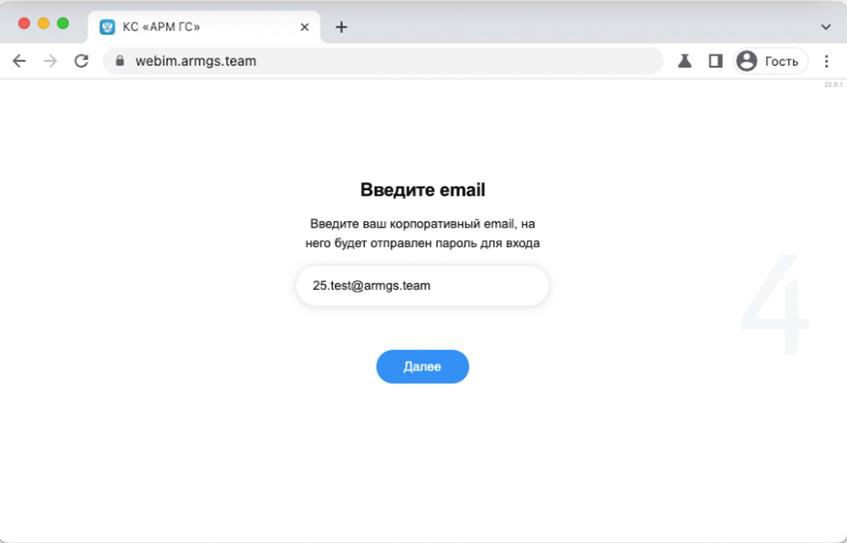 КС «АРМ ГС»
webim.armgs.team
Гость
22.8.1
Введите email
Введите ваш корпоративный email, на
него будет отправлен пароль для входа
25.test@armgs.team
4
Далее